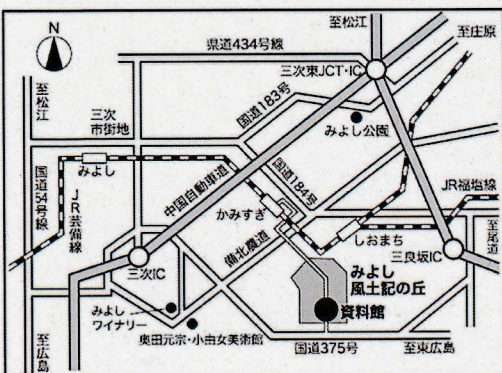 N
至松江
至庄原
県道434号線
三次東JCT・IC
至松江
三次
市街地
国道183号
みよし公園
みよし
国道54号線
JR芸備線
中国自動車道
国道184号
かみすぎ
JR福塩線
しおまち
備北農道
三次IC
三良坂IC
至尾道
みよし
風土記の丘
みよし
ワイナリー
資料館
奥田元宋・小由女美術館
至広島
国道375号
至東広島